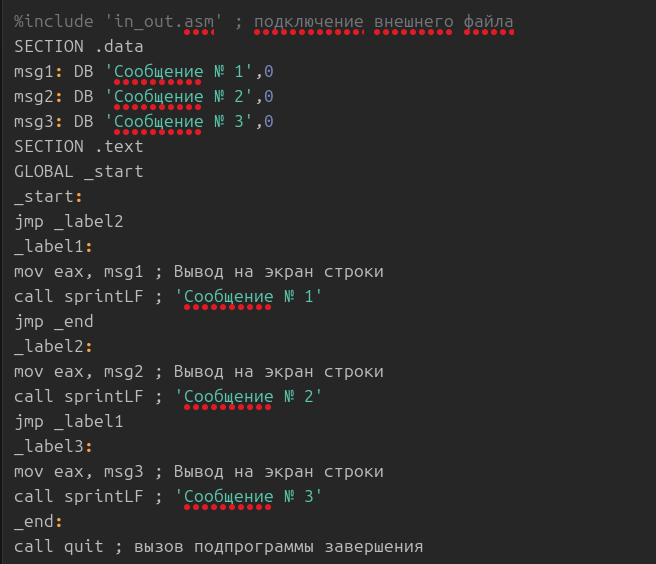 %include 'in_out.asm' ; подключение внешнего файла
SECTION .data
msg1: DB 'Сообщение № 1',0
msg2: DB 'Сообщение № 2',0
msg3: DB 'Сообщение № 3',0
SECTION .text
GLOBAL _start
_start:
jmp _label2
_label1:
mov eax, msg1 ; Вывод на экран строки
call sprintLF ; 'Сообщение № 1'
jmp _end
_label2:
mov eax, msg2 ; Вывод на экран строки
call sprintLF ; 'Сообщение № 2'
jmp _label1
_label3:
mov eax, msg3 ; Вывод на экран строки
call sprintLF ; 'Сообщение № 3'
_end:
call quit ; вызов подпрограммы завершения